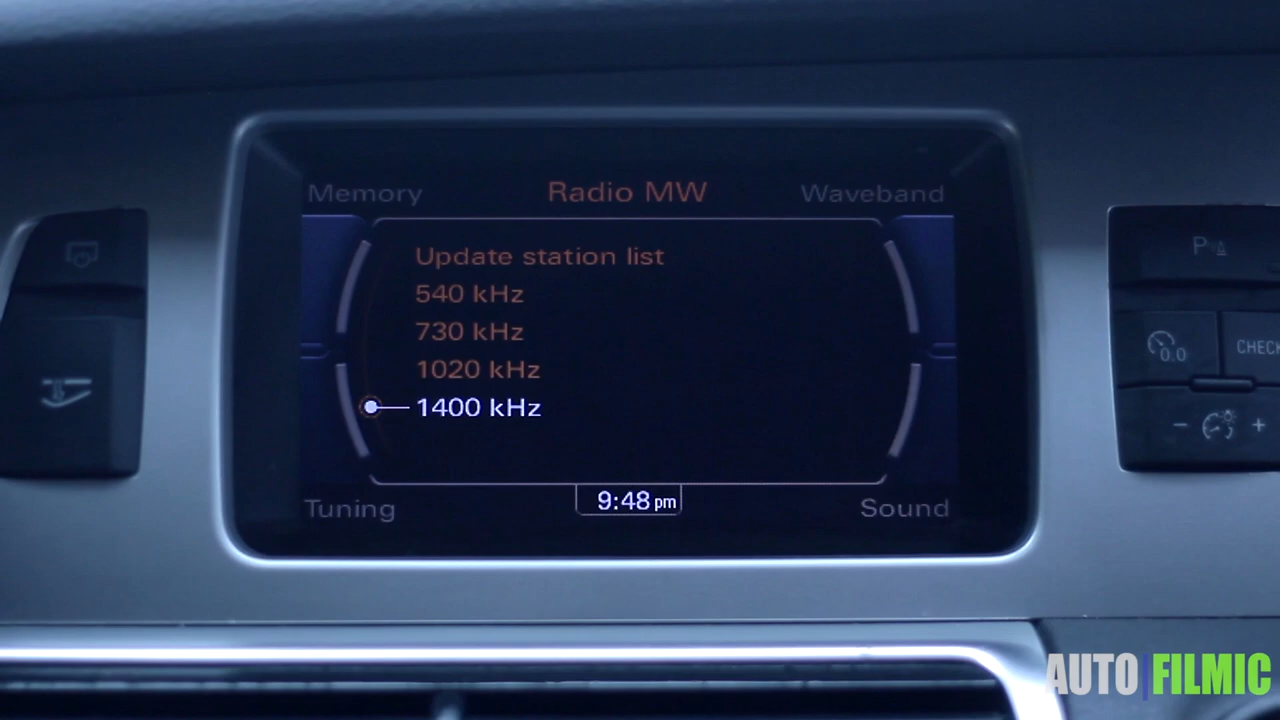 Memory Radio MW Waveband
Update station list
540 kHz
730 kHz
1020 kHz
1400 kHz
Tuning 9:48 pm Sound
P
0.0 CHECK
- +
AUTO FILMIC